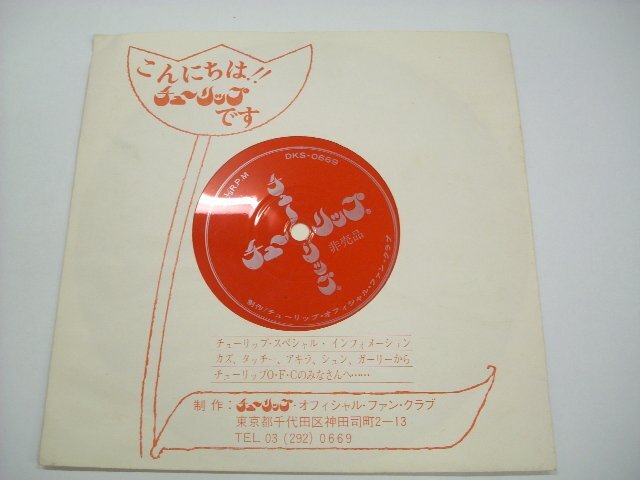 こんにちは!!
チューリップ
です
DKS-0669
⅓R.P.M
チューリップ
チューリップ
非売品
制作:チューリップ・オフィシャル・ファン・クラブ
チューリップ・スペシャル・インフィメーション
カズ、タッチー、アキラ、シュン、ガーリーから
チューリップO・F・Cのみなさんへ……
制作:チューリップ・オフィシャル・ファン・クラブ
東京都千代田区神田司町2―13
TEL 03 (292) 0669